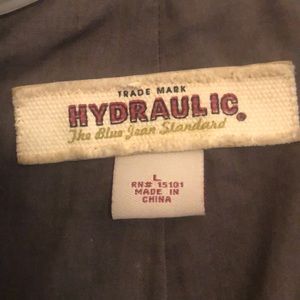 TRADE MARK
HYDRAULIC®
The Blue Jean Standard
L
RN# 15101
MADE IN
CHINA